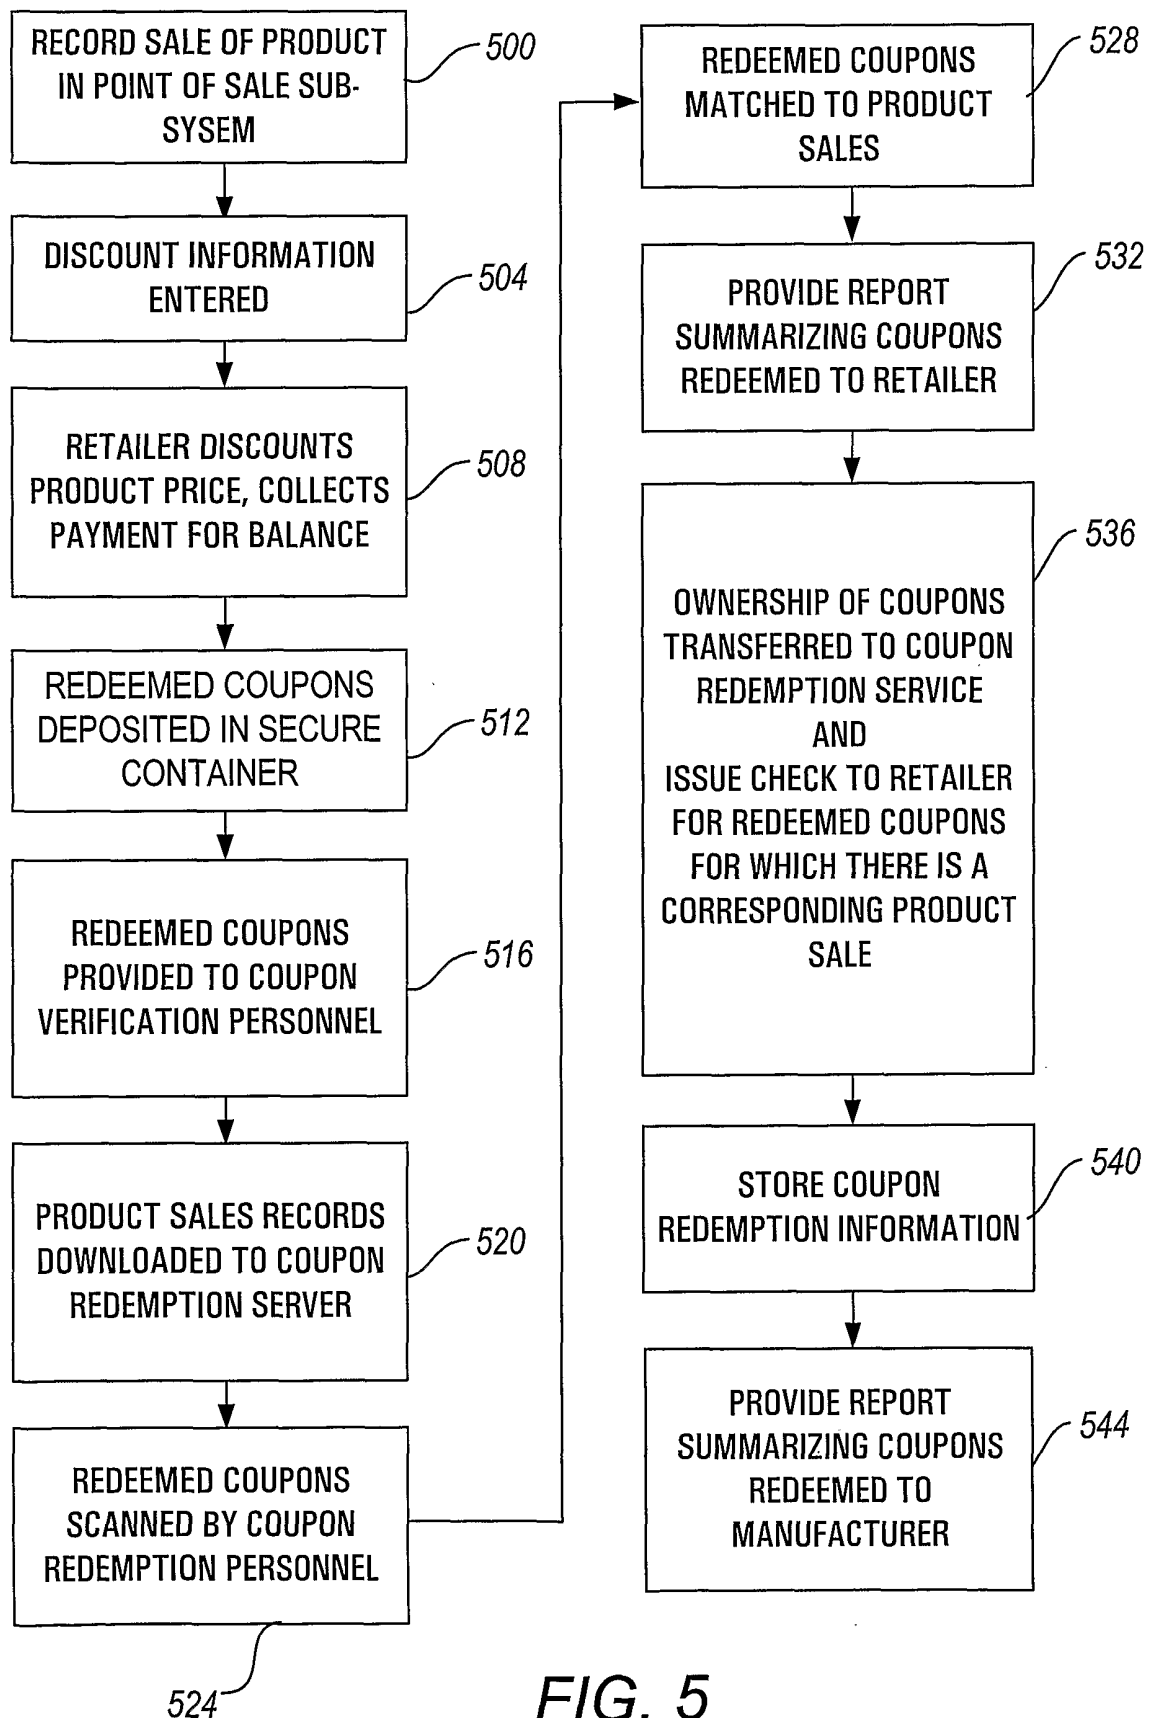 RECORD SALE OF PRODUCT
IN POINT OF SALE SUB-
SYSEM
500
DISCOUNT INFORMATION
ENTERED
504
RETAILER DISCOUNTS
PRODUCT PRICE, COLLECTS
PAYMENT FOR BALANCE
508
REDEEMED COUPONS
DEPOSITED IN SECURE
CONTAINER
512
REDEEMED COUPONS
PROVIDED TO COUPON
VERIFICATION PERSONNEL
516
PRODUCT SALES RECORDS
DOWNLOADED TO COUPON
REDEMPTION SERVER
520
REDEEMED COUPONS
SCANNED BY COUPON
REDEMPTION PERSONNEL
524
REDEEMED COUPONS
MATCHED TO PRODUCT
SALES
528
PROVIDE REPORT
SUMMARIZING COUPONS
REDEEMED TO RETAILER
532
OWNERSHIP OF COUPONS
TRANSFERRED TO COUPON
REDEMPTION SERVICE
AND
ISSUE CHECK TO RETAILER
FOR REDEEMED COUPONS
FOR WHICH THERE IS A
CORRESPONDING PRODUCT
SALE
536
STORE COUPON
REDEMPTION INFORMATION
540
PROVIDE REPORT
SUMMARIZING COUPONS
REDEEMED TO
MANUFACTURER
544
FIG. 5